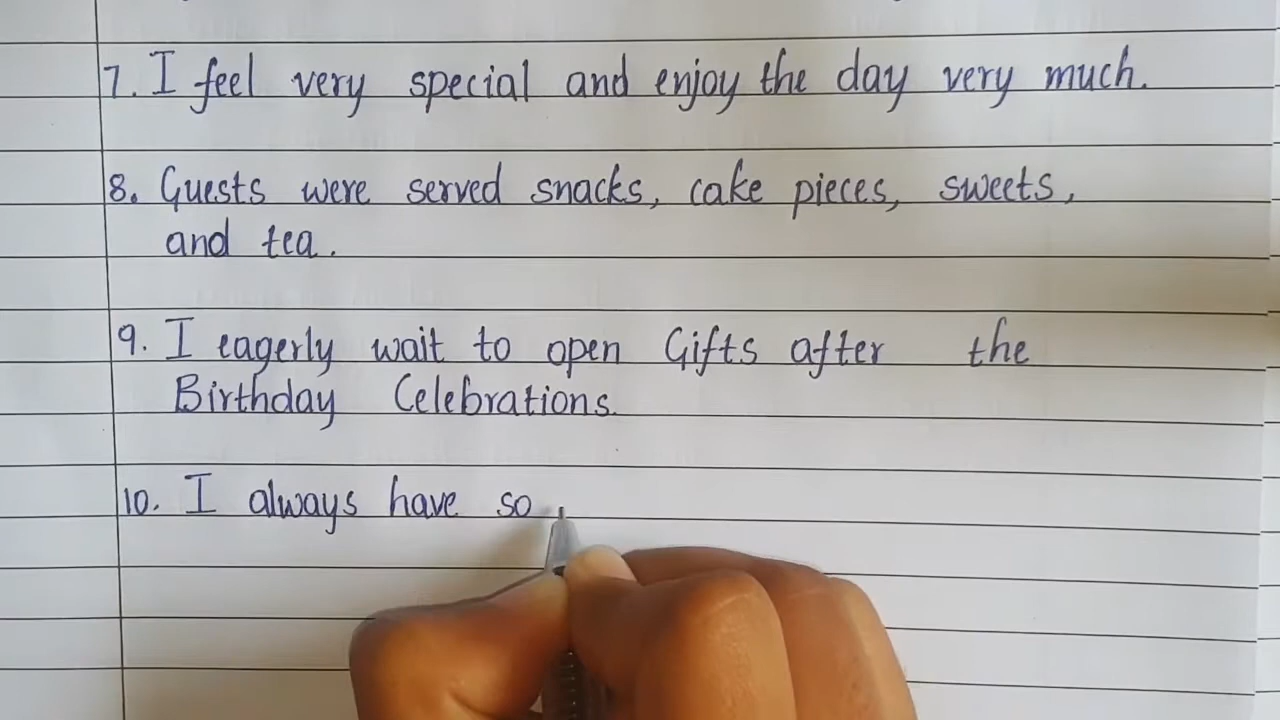 7. I feel very special and enjoy the day very much.
8. Guests were served snacks, cake pieces, sweets,
and tea.
9. I eagerly wait to open Gifts after the
Birthday Celebrations.
10. I always have so